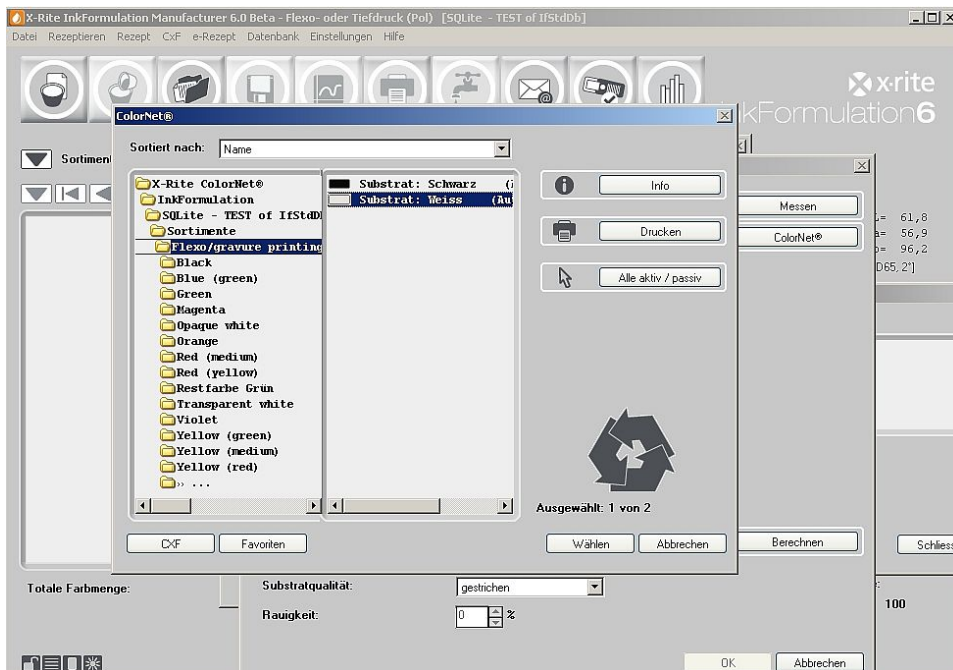 X-Rite InkFormulation Manufacturer 6.0 Beta - Flexo- oder Tiefdruck (Pol) [SQLite - TEST of IfStdDb]
Datei Rezeptieren Rezept CxF e-Rezept Datenbank Einstellungen Hilfe
x·rite
kFormulation6
ColorNet®
Sortiert nach: Name
Sortiment
X-Rite ColorNet®
InkFormulation
SQLite - TEST of IfStdD
Sortimente
Flexo/gravure printing
Black
Blue (green)
Green
Magenta
Opaque white
Orange
Red (medium)
Red (yellow)
Restfarbe Grün
Transparent white
Violet
Yellow (green)
Yellow (medium)
Yellow (red)
›› ...
Substrat: Schwarz
Substrat: Weiss (Au
Info
Drucken
Alle aktiv / passiv
Ausgewählt: 1 von 2
CXF Favoriten Wählen Abbrechen
Messen
ColorNet®
= 61,8
= 56,9
= 96,2
D65, 2°]
Berechnen
Schliess
Totale Farbmenge:
Substratqualität: gestrichen
Rauigkeit: 0 %
100
OK Abbrechen